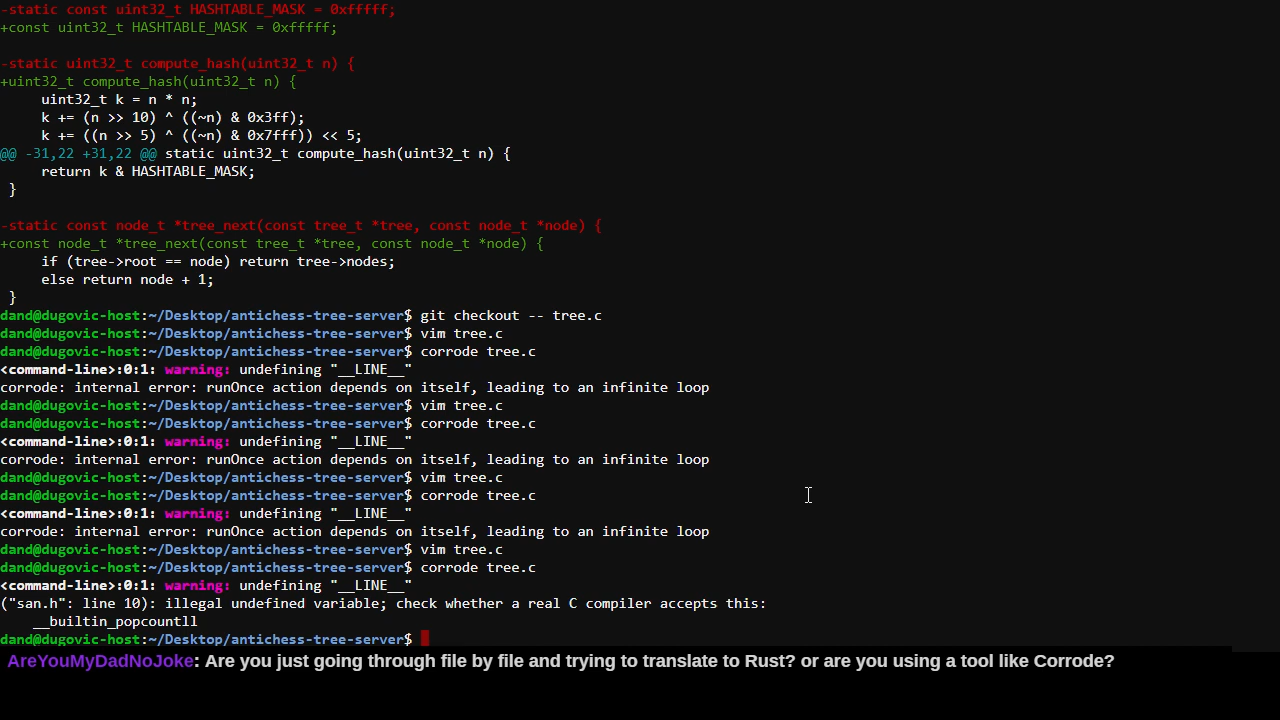 -static const uint32_t HASHTABLE_MASK = 0xfffff;
+const uint32_t HASHTABLE_MASK = 0xfffff;
-static uint32_t compute_hash(uint32_t n) {
+uint32_t compute_hash(uint32_t n) {
     uint32_t k = n * n;
     k += (n >> 10) ^ ((~n) & 0x3ff);
     k += ((n >> 5) ^ ((~n) & 0x7fff)) << 5;
@@ -31,22 +31,22 @@ static uint32_t compute_hash(uint32_t n) {
     return k & HASHTABLE_MASK;
 }
-static const node_t *tree_next(const tree_t *tree, const node_t *node) {
+const node_t *tree_next(const tree_t *tree, const node_t *node) {
     if (tree->root == node) return tree->nodes;
     else return node + 1;
 }
dand@dugovic-host:~/Desktop/antichess-tree-server$ git checkout -- tree.c
dand@dugovic-host:~/Desktop/antichess-tree-server$ vim tree.c
dand@dugovic-host:~/Desktop/antichess-tree-server$ corrode tree.c
<command-line>:0:1: warning: undefining "__LINE__"
corrode: internal error: runOnce action depends on itself, leading to an infinite loop
dand@dugovic-host:~/Desktop/antichess-tree-server$ vim tree.c
dand@dugovic-host:~/Desktop/antichess-tree-server$ corrode tree.c
<command-line>:0:1: warning: undefining "__LINE__"
corrode: internal error: runOnce action depends on itself, leading to an infinite loop
dand@dugovic-host:~/Desktop/antichess-tree-server$ vim tree.c
dand@dugovic-host:~/Desktop/antichess-tree-server$ corrode tree.c
<command-line>:0:1: warning: undefining "__LINE__"
corrode: internal error: runOnce action depends on itself, leading to an infinite loop
dand@dugovic-host:~/Desktop/antichess-tree-server$ vim tree.c
dand@dugovic-host:~/Desktop/antichess-tree-server$ corrode tree.c
<command-line>:0:1: warning: undefining "__LINE__"
("san.h": line 10): illegal undefined variable; check whether a real C compiler accepts this:
    __builtin_popcountll
dand@dugovic-host:~/Desktop/antichess-tree-server$
AreYouMyDadNoJoke: Are you just going through file by file and trying to translate to Rust? or are you using a tool like Corrode?